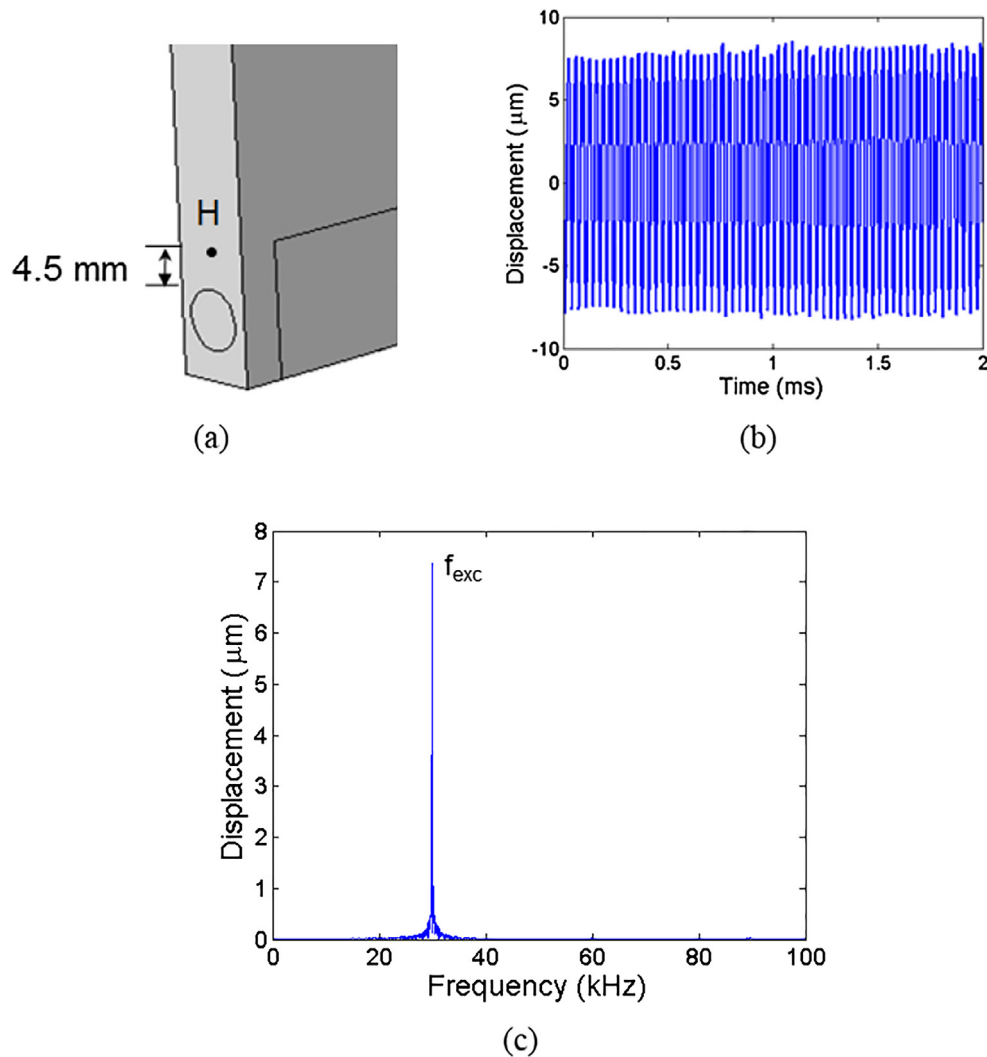 H
4.5 mm
(a)
Displacement (μm)
10
5
0
-5
-10
0
0.5
1
1.5
2
Time (ms)
(b)
Displacement (μm)
8
7
6
5
4
3
2
1
0
fexc
0
20
40
60
80
100
Frequency (kHz)
(c)